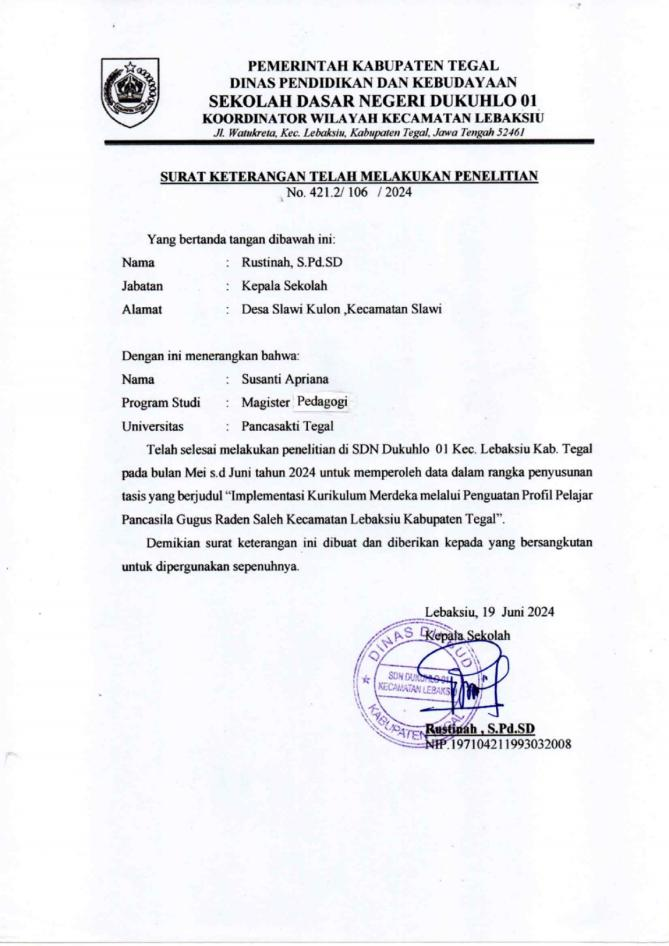 PEMERINTAH KABUPATEN TEGAL
DINAS PENDIDIKAN DAN KEBUDAYAAN
SEKOLAH DASAR NEGERI DUKUHLO 01
KOORDINATOR WILAYAH KECAMATAN LEBAKSIU
Jl. Watukreta, Kec. Lebaksiu, Kabupaten Tegal, Jawa Tengah 52461
SURAT KETERANGAN TELAH MELAKUKAN PENELITIAN
No. 421.2/ 106 / 2024
Yang bertanda tangan dibawah ini:
Nama : Rustinah, S.Pd.SD
Jabatan : Kepala Sekolah
Alamat : Desa Slawi Kulon ,Kecamatan Slawi
Dengan ini menerangkan bahwa:
Nama : Susanti Apriana
Program Studi : Magister Pedagogi
Universitas : Pancasakti Tegal
Telah selesai melakukan penelitian di SDN Dukuhlo 01 Kec. Lebaksiu Kab. Tegal
pada bulan Mei s.d Juni tahun 2024 untuk memperoleh data dalam rangka penyusunan
tasis yang berjudul “Implementasi Kurikulum Merdeka melalui Penguatan Profil Pelajar
Pancasila Gugus Raden Saleh Kecamatan Lebaksiu Kabupaten Tegal”.
Demikian surat keterangan ini dibuat dan diberikan kepada yang bersangkutan
untuk dipergunakan sepenuhnya.
Lebaksiu, 19 Juni 2024
Kepala Sekolah
DINAS
SDN DUKUHLO 01
KECAMATAN LEBAKSIU
KABUPATEN TEGAL
Rustinah , S.Pd.SD
NIP.197104211993032008